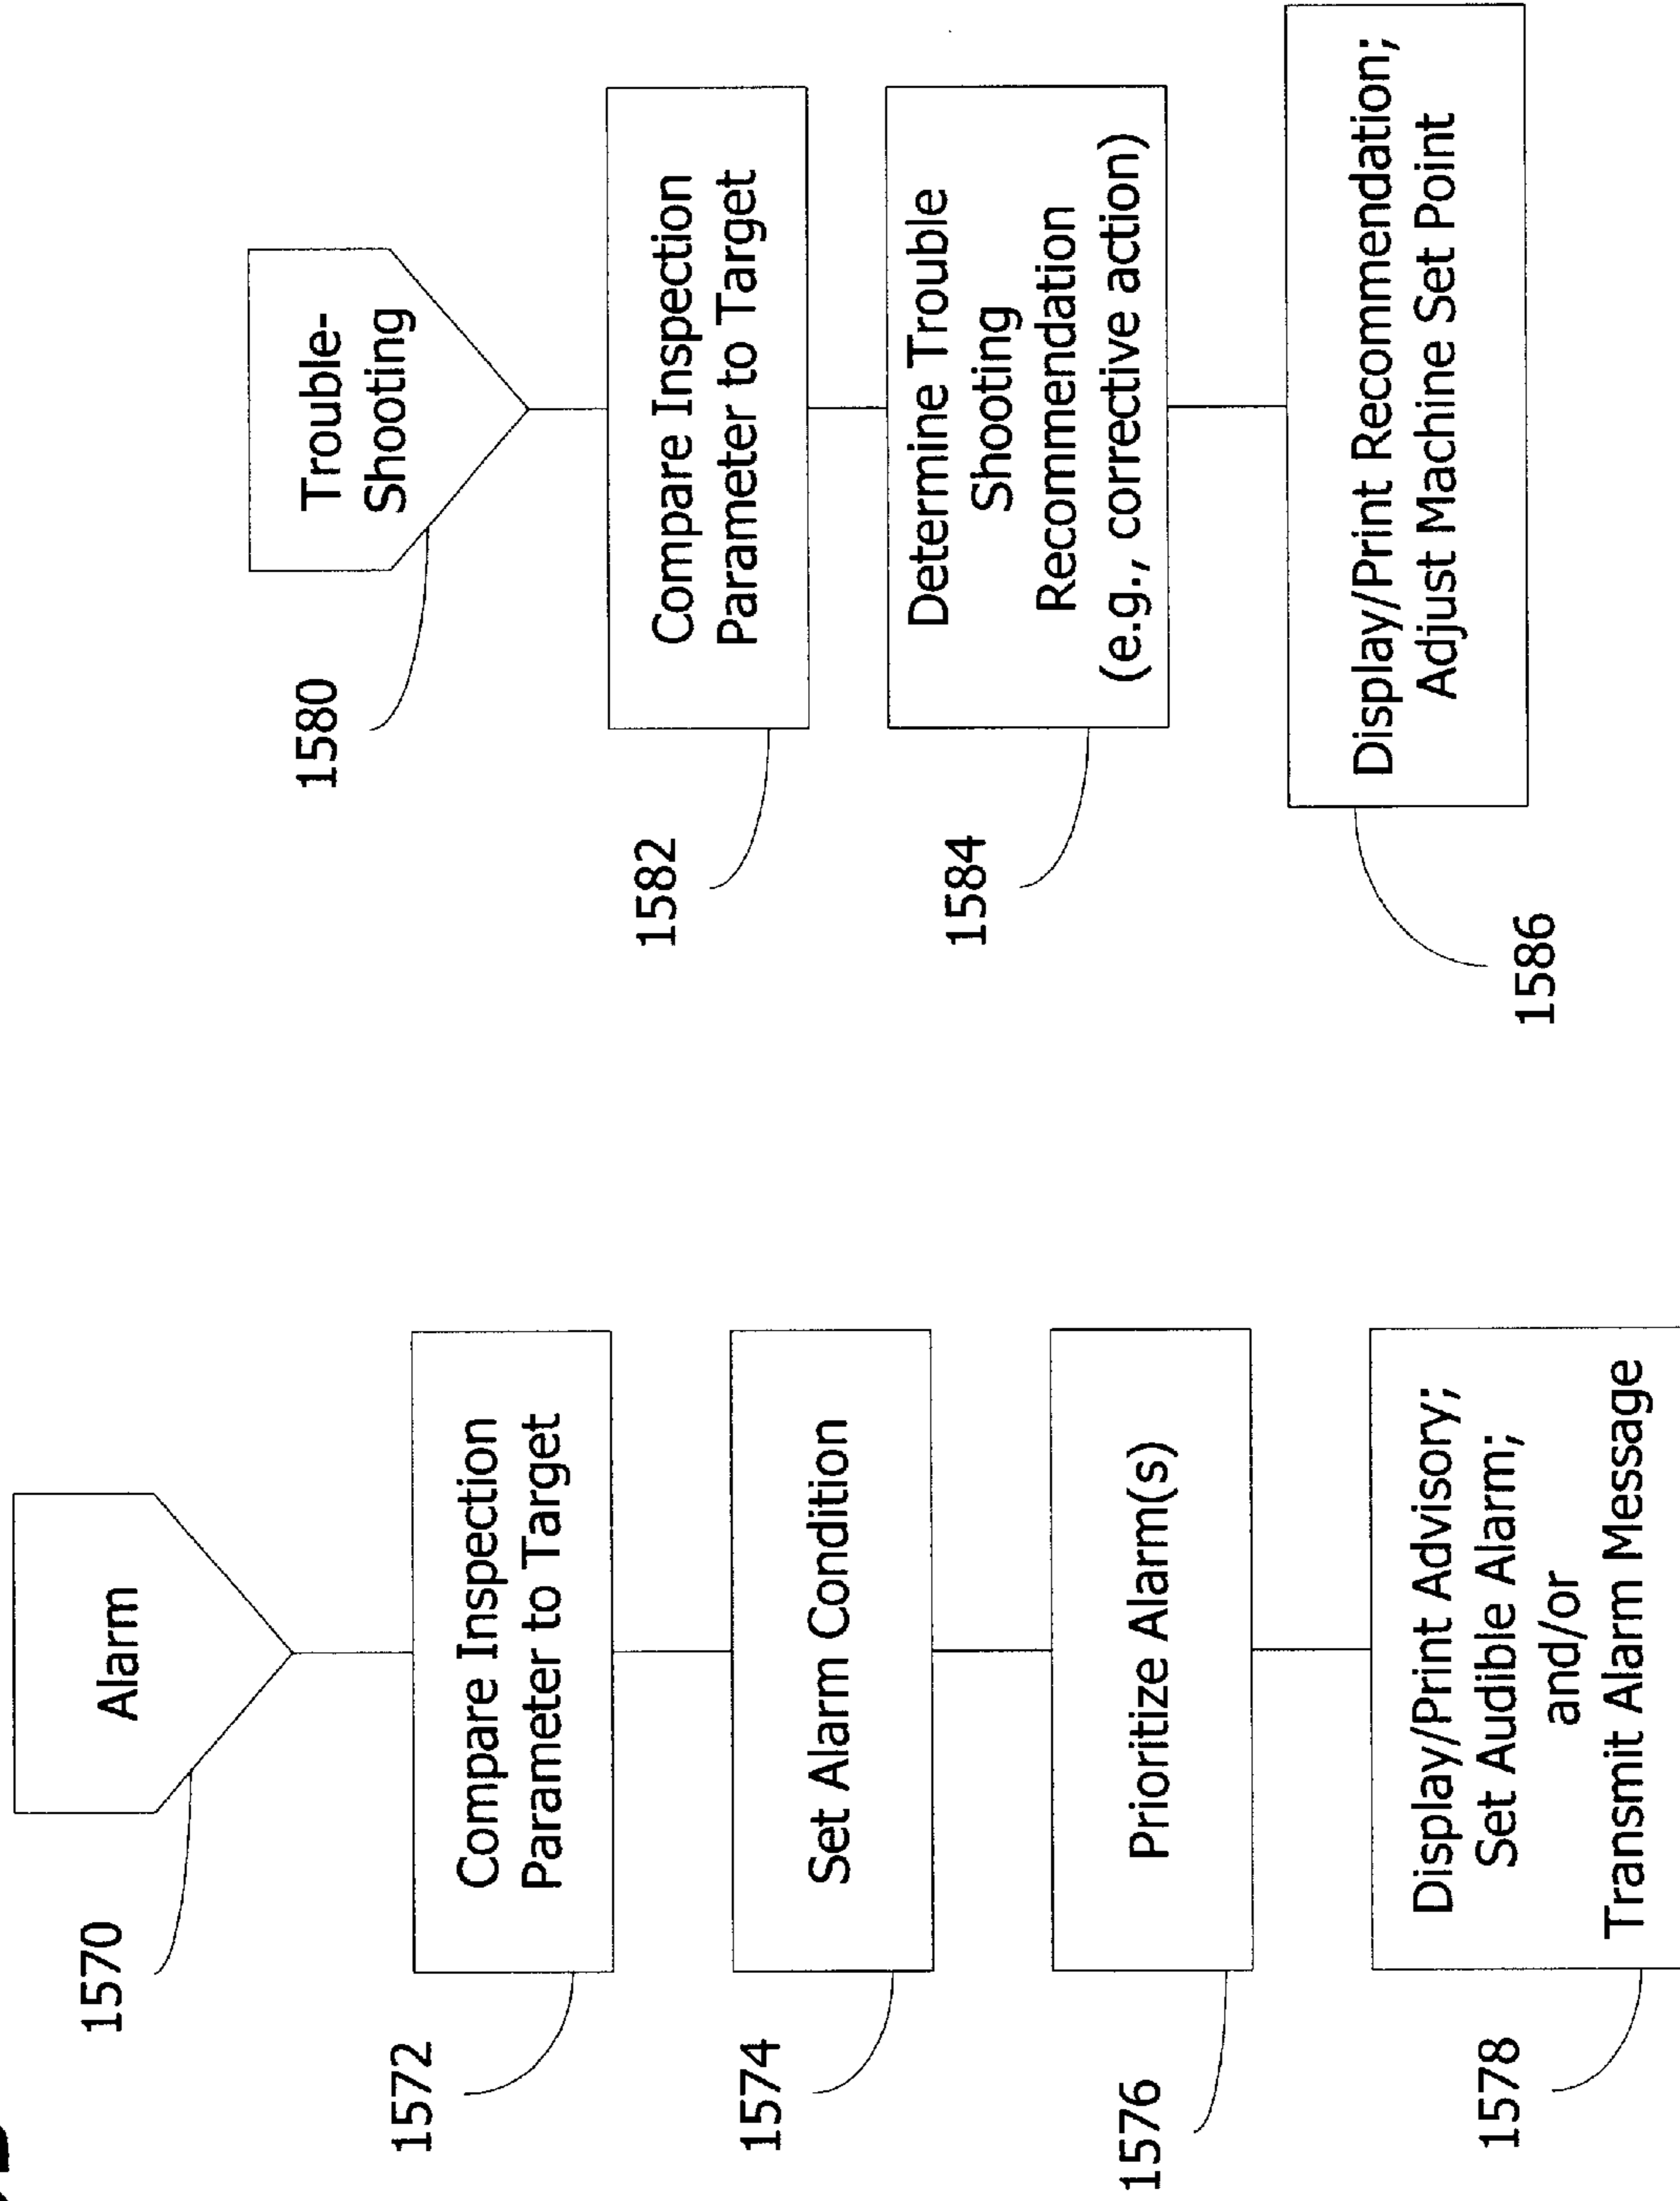 1570
Alarm
1572
Compare Inspection
Parameter to Target
1574
Set Alarm Condition
1576
Prioritize Alarm(s)
1578
Display/Print Advisory;
Set Audible Alarm;
and/or
Transmit Alarm Message
1580
Trouble-
Shooting
1582
Compare Inspection
Parameter to Target
1584
Determine Trouble
Shooting
Recommendation
(e.g., corrective action)
1586
Display/Print Recommendation;
Adjust Machine Set Point